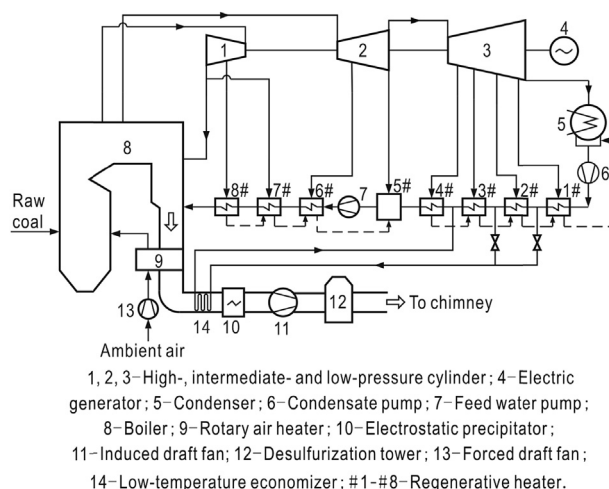 1
2
3
4
5
6
8
Raw
coal
8#
7#
6#
7
5#
4#
3#
2#
1#
9
13
14
10
11
12
To chimney
Ambient air
1, 2, 3–High-, intermediate- and low-pressure cylinder; 4–Electric
generator; 5–Condenser; 6–Condensate pump; 7–Feed water pump;
8–Boiler; 9–Rotary air heater; 10–Electrostatic precipitator;
11–Induced draft fan; 12–Desulfurization tower; 13–Forced draft fan;
14–Low-temperature economizer; #1-#8–Regenerative heater.